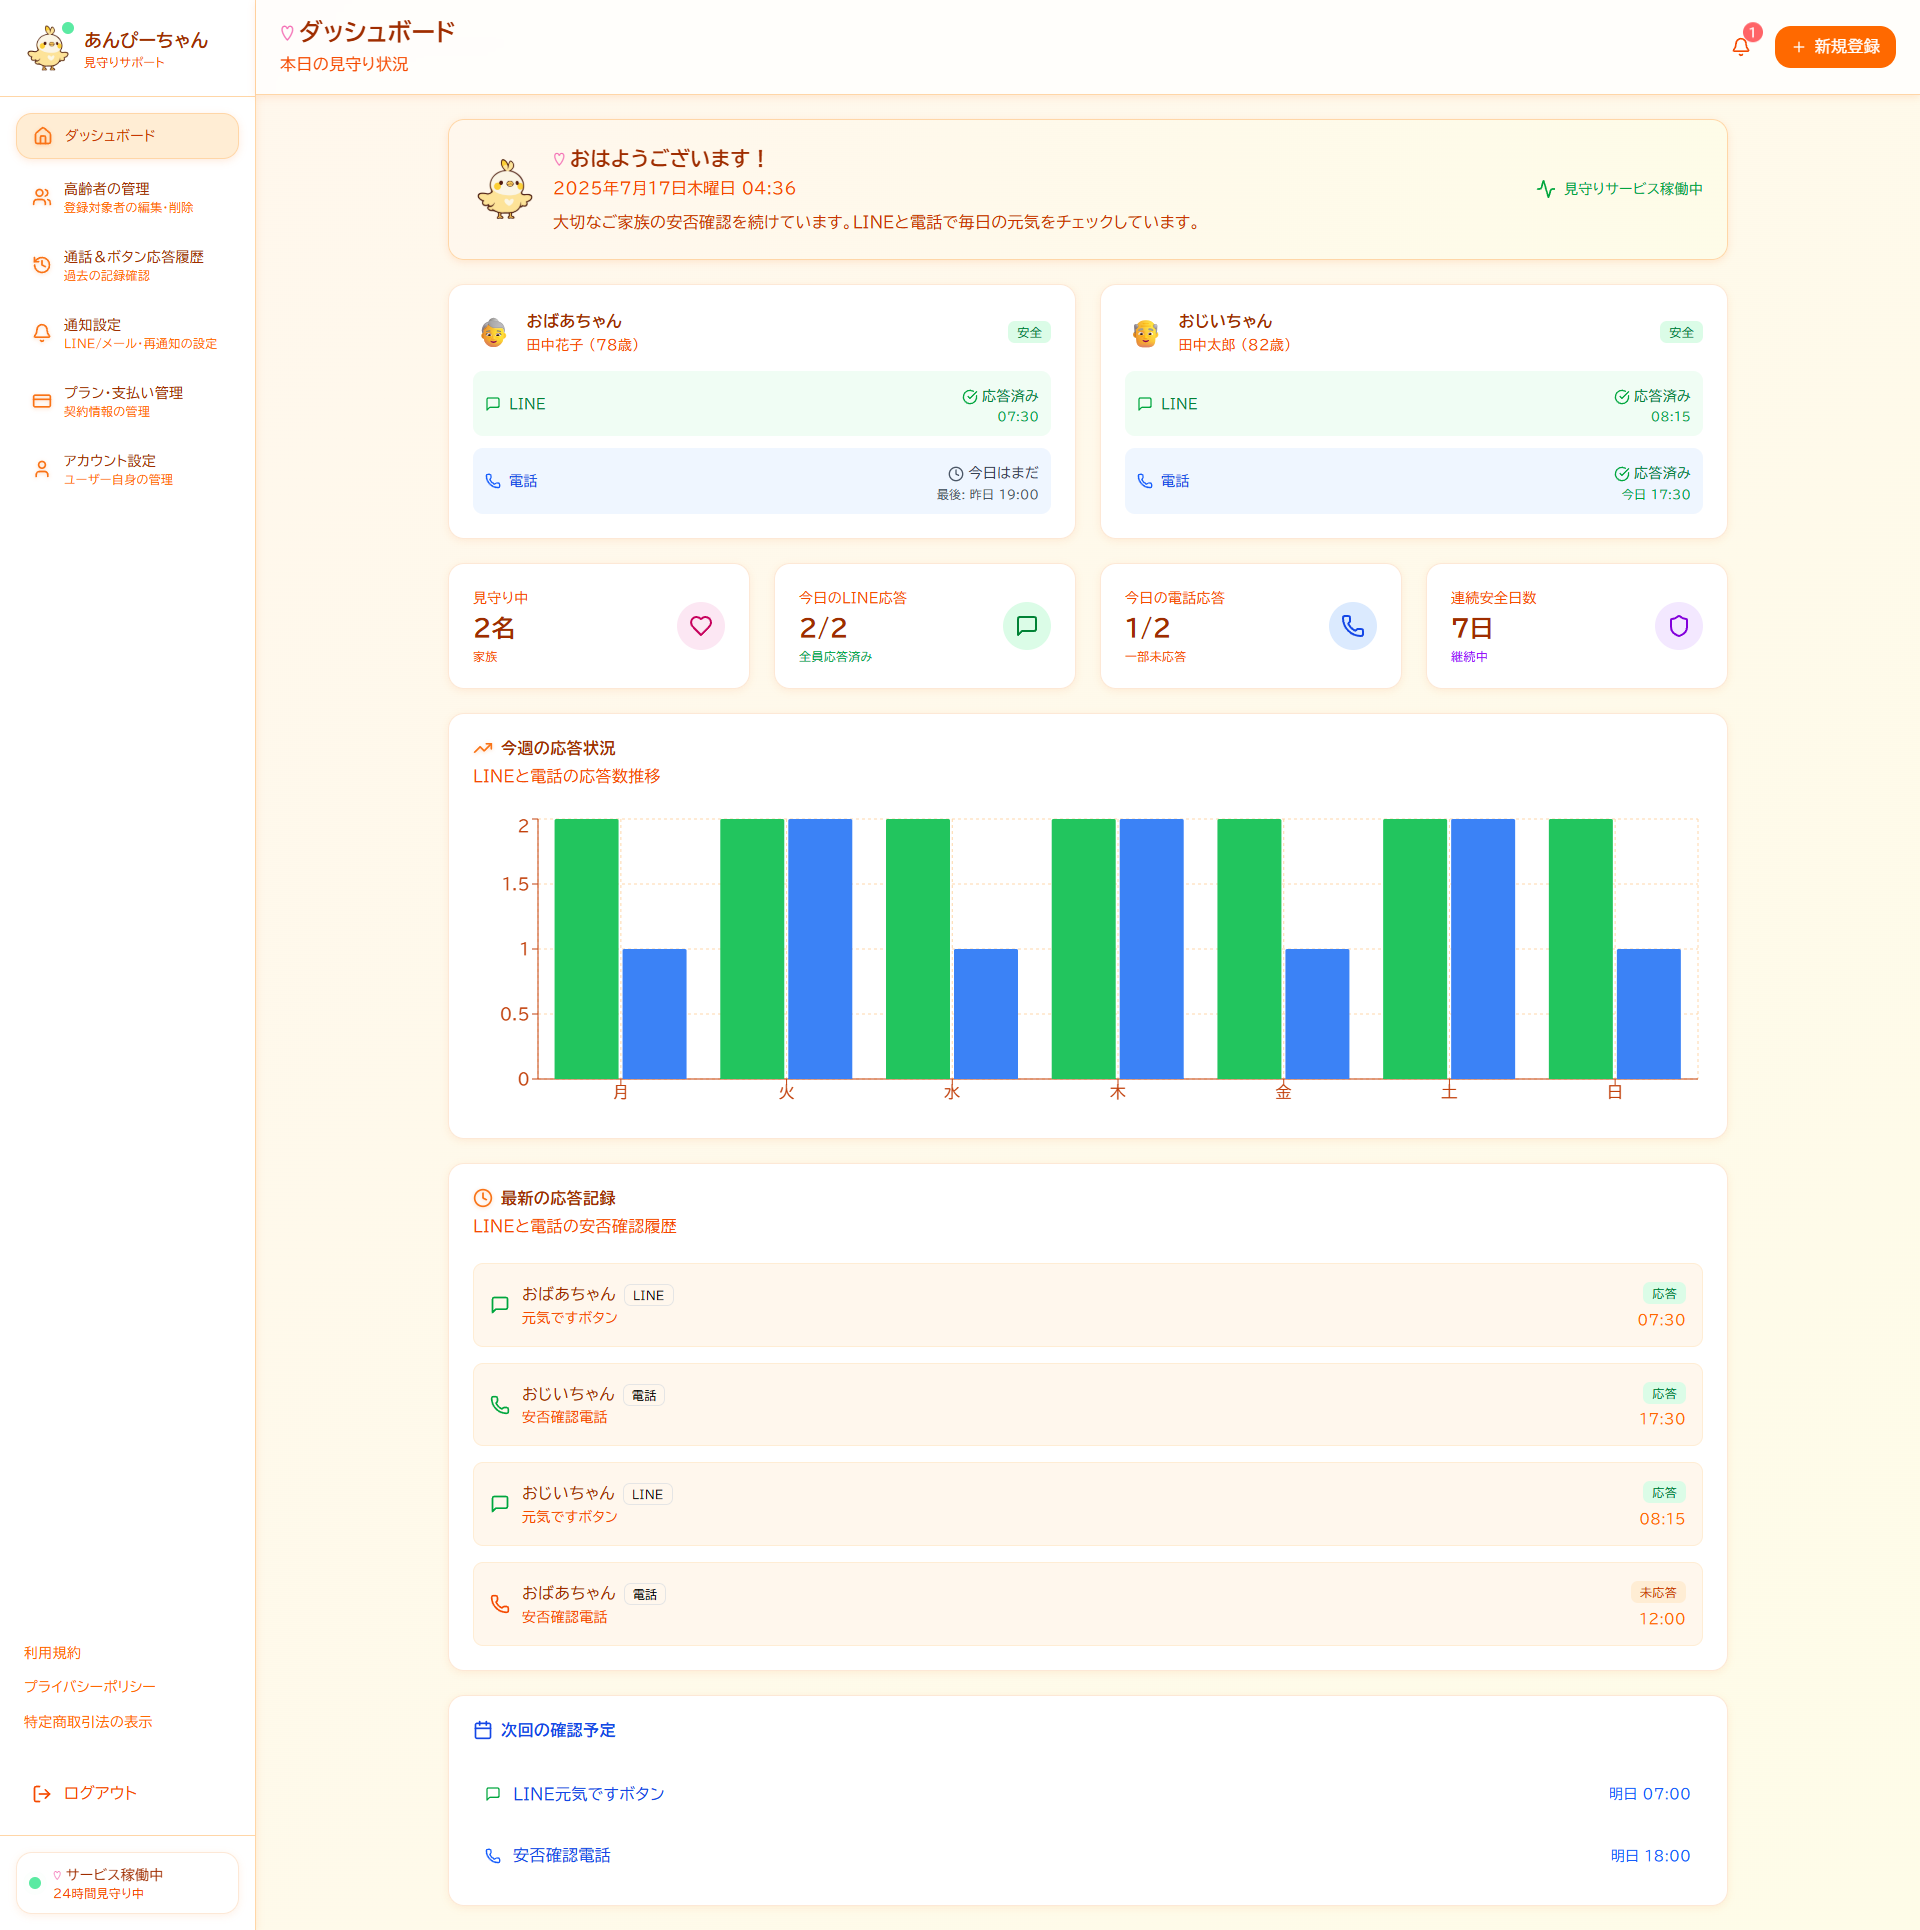 あんぴーちゃん
見守りサポート
ダッシュボード
高齢者の管理
登録対象者の編集・削除
通話＆ボタン応答履歴
過去の記録確認
通知設定
LINE/メール・再通知の設定
プラン・支払い管理
契約情報の管理
アカウント設定
ユーザー自身の管理
利用規約
プライバシーポリシー
特定商取引法の表示
ログアウト
♡ サービス稼働中
24時間見守り中
♡ ダッシュボード
本日の見守り状況
1
+ 新規登録
♡ おはようございます！
2025年7月17日木曜日 04:36
大切なご家族の安否確認を続けています。LINEと電話で毎日の元気をチェックしています。
見守りサービス稼働中
おばあちゃん
田中花子（78歳）
安全
LINE
応答済み
07:30
電話
今日はまだ
最後: 昨日 19:00
おじいちゃん
田中太郎（82歳）
安全
LINE
応答済み
08:15
電話
応答済み
今日 17:30
見守り中
2名
家族
今日のLINE応答
2/2
全員応答済み
今日の電話応答
1/2
一部未応答
連続安全日数
7日
継続中
今週の応答状況
LINEと電話の応答数推移
2
1.5
1
0.5
0
月 火 水 木 金 土 日
最新の応答記録
LINEと電話の安否確認履歴
おばあちゃん LINE
元気ですボタン
応答
07:30
おじいちゃん 電話
安否確認電話
応答
17:30
おじいちゃん LINE
元気ですボタン
応答
08:15
おばあちゃん 電話
安否確認電話
未応答
12:00
次回の確認予定
LINE元気ですボタン
明日 07:00
安否確認電話
明日 18:00